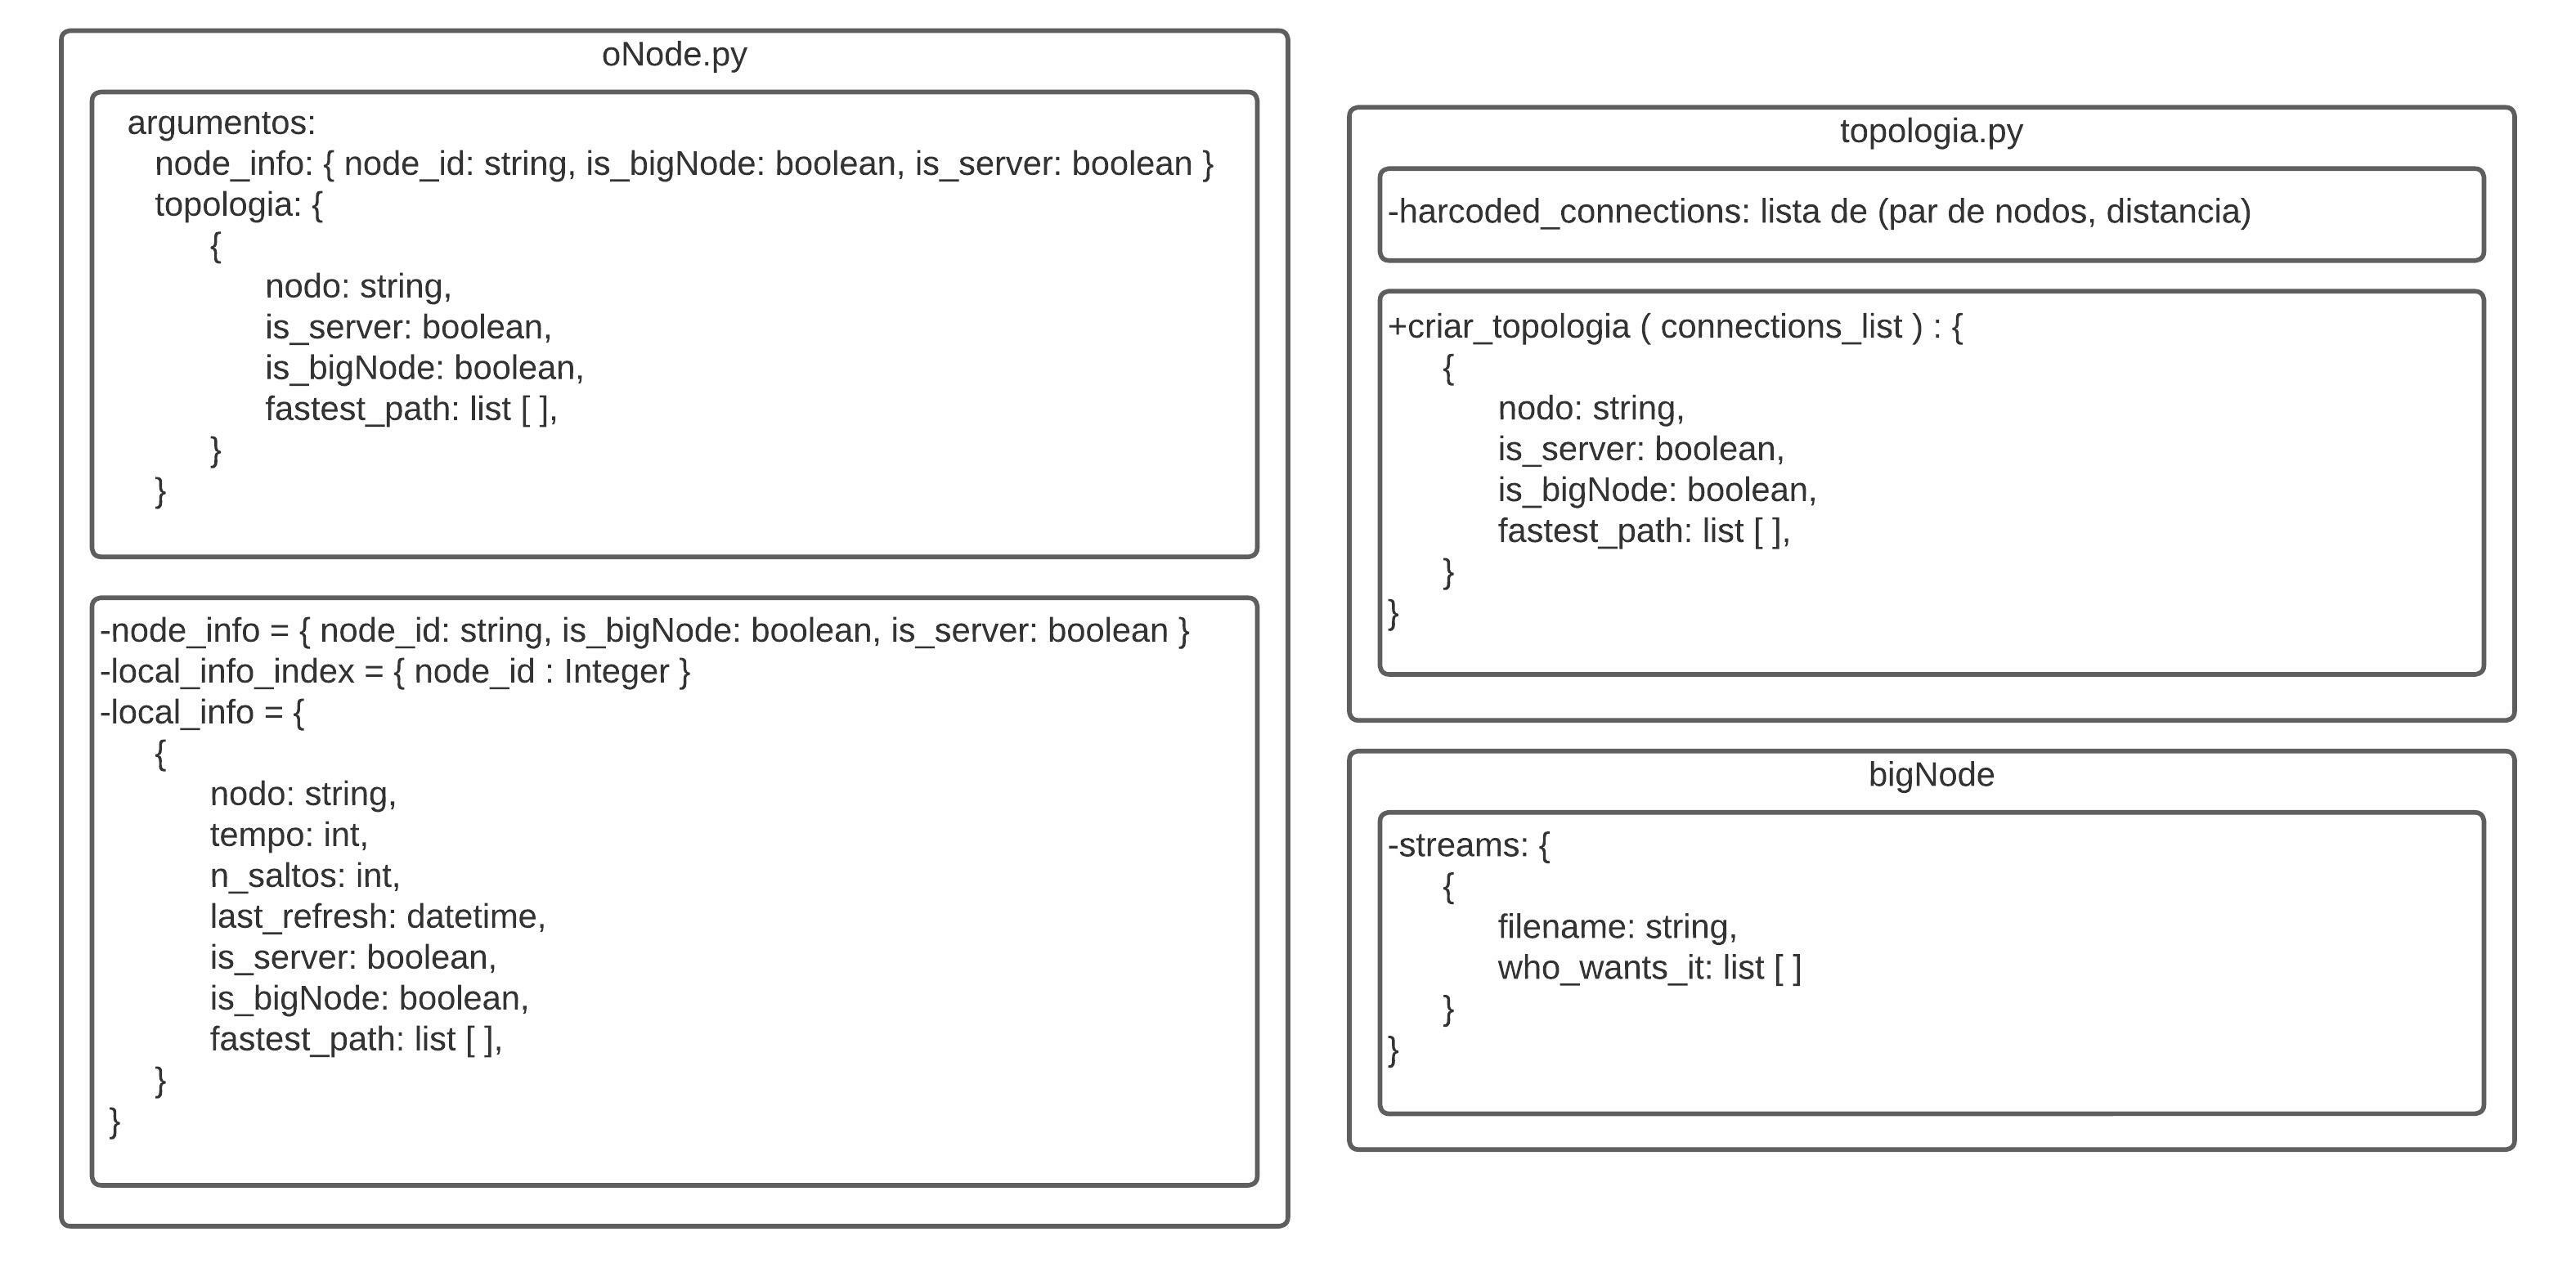 oNode.py
argumentos:
node_info: { node_id: string, is_bigNode: boolean, is_server: boolean }
topologia: {
{
nodo: string,
is_server: boolean,
is_bigNode: boolean,
fastest_path: list [ ],
}
}
-node_info = { node_id: string, is_bigNode: boolean, is_server: boolean }
-local_info_index = { node_id : Integer }
-local_info = {
{
nodo: string,
tempo: int,
n_saltos: int,
last_refresh: datetime,
is_server: boolean,
is_bigNode: boolean,
fastest_path: list [ ],
}
}
topologia.py
-harcoded_connections: lista de (par de nodos, distancia)
+criar_topologia ( connections_list ) : {
{
nodo: string,
is_server: boolean,
is_bigNode: boolean,
fastest_path: list [ ],
}
}
bigNode
-streams: {
{
filename: string,
who_wants_it: list [ ]
}
}